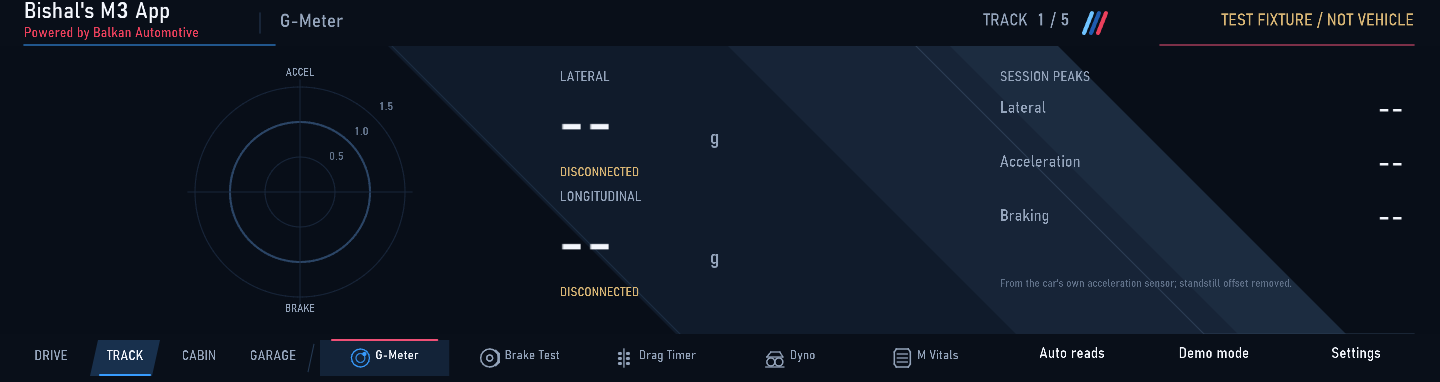 Bishal's M3 App
Powered by Balkan Automotive
G-Meter
TRACK 1 / 5
TEST FIXTURE / NOT VEHICLE
ACCEL
1.5
1.0
0.5
BRAKE
LATERAL
-- g
DISCONNECTED
LONGITUDINAL
-- g
DISCONNECTED
SESSION PEAKS
Lateral --
Acceleration --
Braking --
From the car's own acceleration sensor; standstill offset removed.
DRIVE TRACK CABIN GARAGE G-Meter Brake Test Drag Timer Dyno M Vitals Auto reads Demo mode Settings